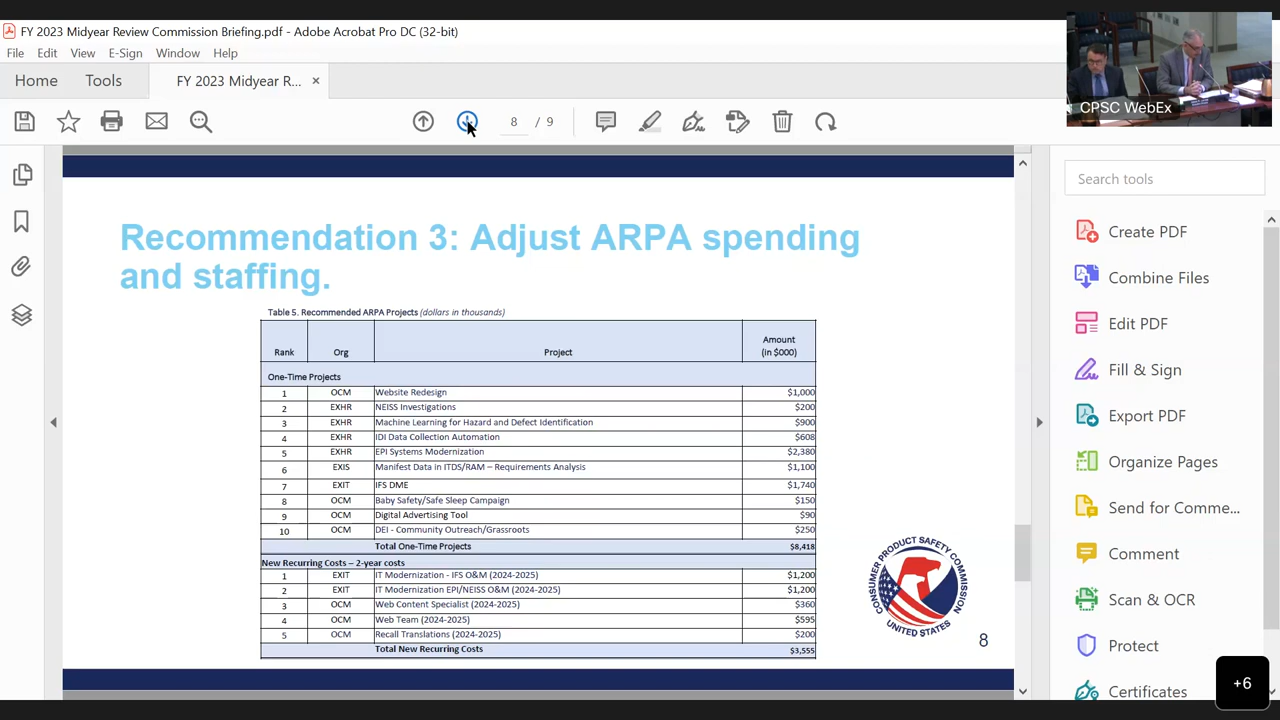 FY 2023 Midyear Review Commission Briefing.pdf - Adobe Acrobat Pro DC (32-bit)
File Edit View E-Sign Window Help
Home Tools FY 2023 Midyear R... ×
8 / 9
CPSC WebEx
Search tools
Create PDF
Combine Files
Edit PDF
Fill & Sign
Export PDF
Organize Pages
Send for Comme...
Comment
Scan & OCR
Protect
Certificates
+6
Recommendation 3: Adjust ARPA spending
and staffing.
Table 5. Recommended ARPA Projects (dollars in thousands)
Rank Org Project Amount
(in $000)
One-Time Projects
1 OCM Website Redesign $1,000
2 EXHR NEISS Investigations $200
3 EXHR Machine Learning for Hazard and Defect Identification $900
4 EXHR IDI Data Collection Automation $608
5 EXHR EPI Systems Modernization $2,380
6 EXIS Manifest Data in ITDS/RAM – Requirements Analysis $1,100
7 EXIT IFS DME $1,740
8 OCM Baby Safety/Safe Sleep Campaign $150
9 OCM Digital Advertising Tool $90
10 OCM DEI - Community Outreach/Grassroots $250
Total One-Time Projects $8,418
New Recurring Costs – 2-year costs
1 EXIT IT Modernization - IFS O&M (2024-2025) $1,200
2 EXIT IT Modernization EPI/NEISS O&M (2024-2025) $1,200
3 OCM Web Content Specialist (2024-2025) $360
4 OCM Web Team (2024-2025) $595
5 OCM Recall Translations (2024-2025) $200
Total New Recurring Costs $3,555
CONSUMER PRODUCT SAFETY COMMISSION
UNITED STATES
8